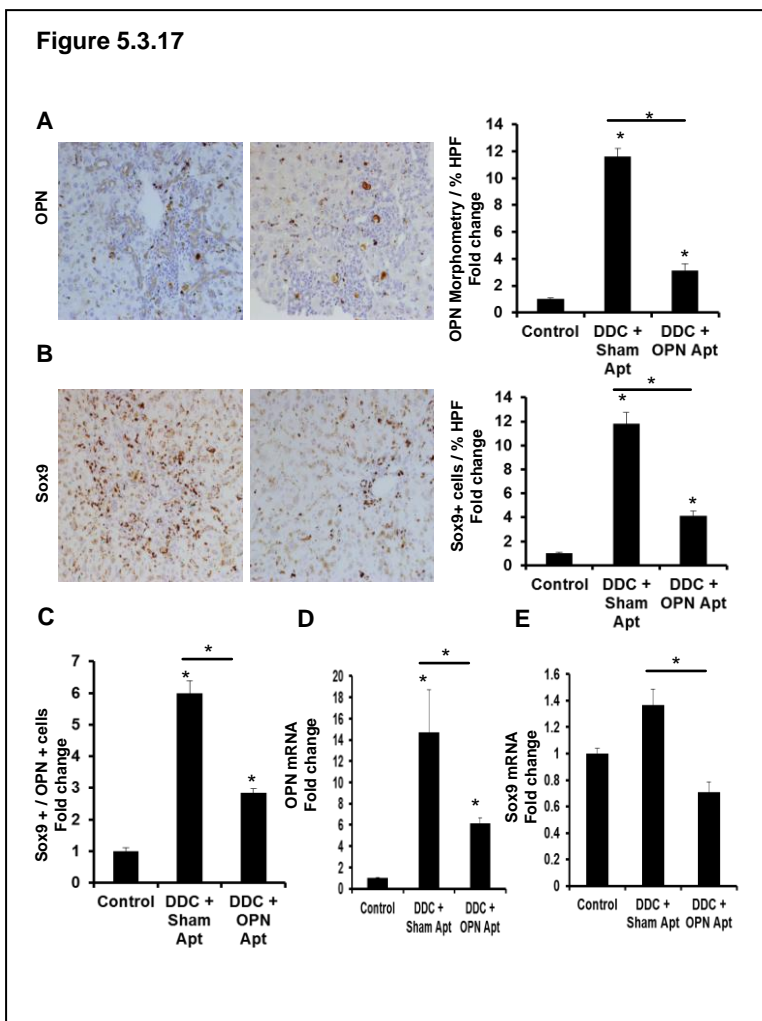 Figure 5.3.17
A
OPN
OPN Morphometry / % HPF
Fold change
14
12
10
8
6
4
2
0
*
*
*
Control
DDC +
Sham
Apt
DDC +
OPN Apt
B
Sox9
Sox9+ cells / % HPF
Fold change
14
12
10
8
6
4
2
0
*
*
*
Control
DDC +
Sham
Apt
DDC +
OPN Apt
C
Sox9 + / OPN + cells
Fold change
7
6
5
4
3
2
1
0
*
*
*
Control
DDC +
Sham
Apt
DDC +
OPN
Apt
D
OPN mRNA
Fold change
20
18
16
14
12
10
8
6
4
2
0
*
*
*
Control
DDC +
Sham Apt
DDC +
OPN Apt
E
Sox9 mRNA
Fold change
1.6
1.4
1.2
1
0.8
0.6
0.4
0.2
0
*
Control
DDC +
Sham Apt
DDC +
OPN Apt